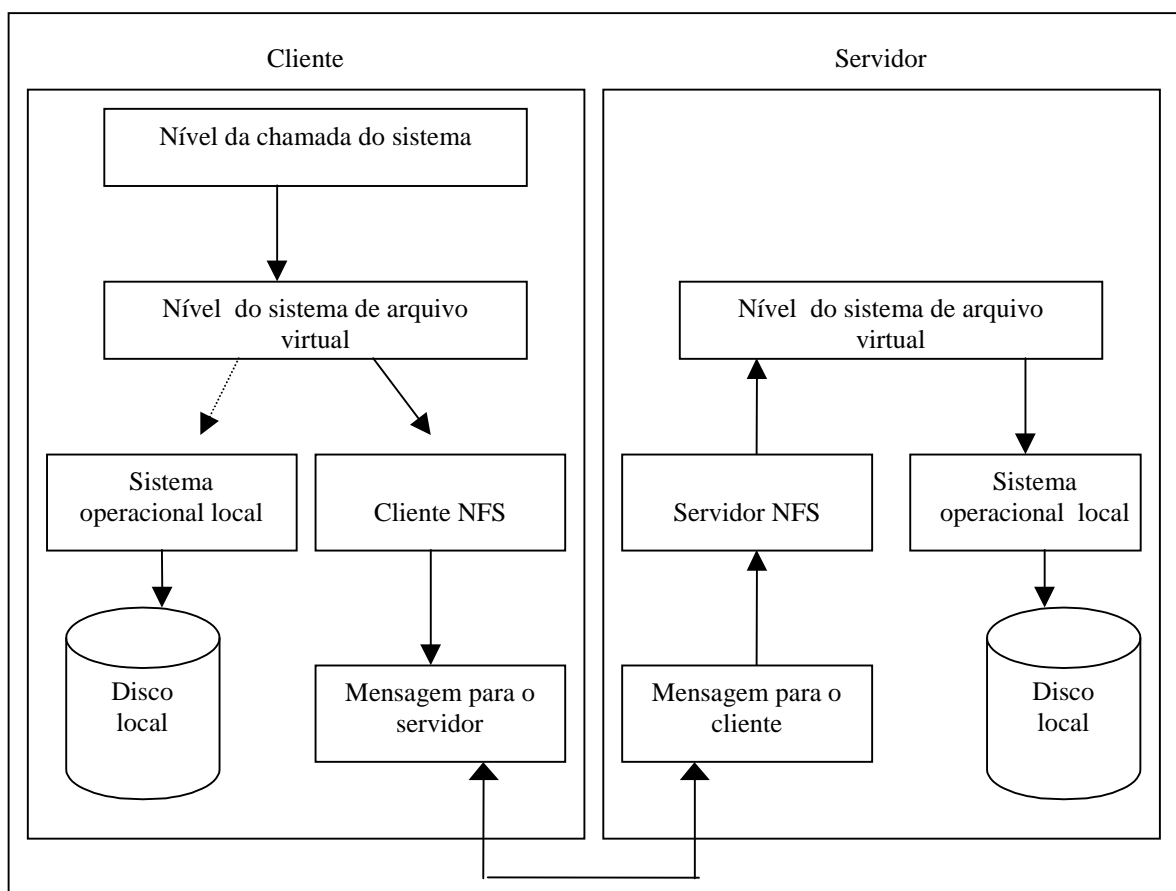 Cliente
Servidor
Nível da chamada do sistema
Nível do sistema de arquivo
virtual
Nível do sistema de arquivo
virtual
Sistema
operacional local
Cliente NFS
Servidor NFS
Sistema
operacional local
Disco
local
Mensagem para o
servidor
Mensagem para o
cliente
Disco
local